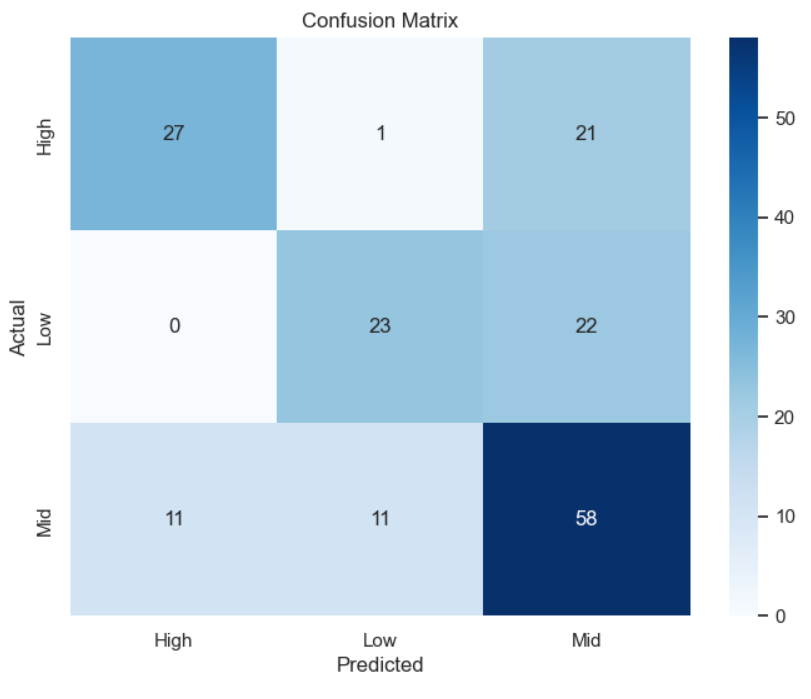 Confusion Matrix
High 27 1 21
Low 0 23 22
Mid 11 11 58
High Low Mid
Predicted
Actual
50
40
30
20
10
0